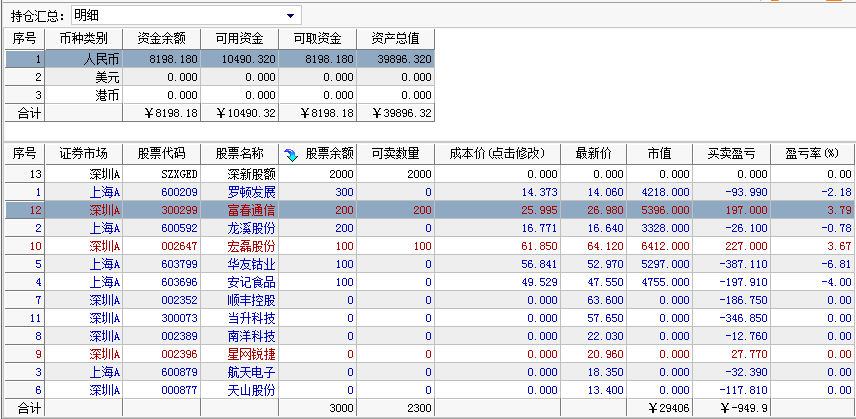 持仓汇总: 明细
序号 币种类别 资金余额 可用资金 可取资金 资产总值
1 人民币 8198.180 10490.320 8198.180 39896.320
2 美元 0.000 0.000 0.000 0.000
3 港币 0.000 0.000 0.000 0.000
合计 ￥8198.18 ￥10490.32 ￥8198.18 ￥39896.32
序号 证券市场 股票代码 股票名称 股票余额 可卖数量 成本价(点击修改) 最新价 市值 买卖盈亏 盈亏率(%)
13 深圳A SZXGED 深新股额 2000 2000 0.000 0.000 0.000 0.000 0.00
1 上海A 600209 罗顿发展 300 0 14.373 14.060 4218.000 -93.990 -2.18
12 深圳A 300299 富春通信 200 200 25.995 26.980 5396.000 197.000 3.79
2 上海A 600592 龙溪股份 200 0 16.771 16.640 3328.000 -26.100 -0.78
10 深圳A 002647 宏磊股份 100 100 61.850 64.120 6412.000 227.000 3.67
5 上海A 603799 华友钴业 100 0 56.841 52.970 5297.000 -387.110 -6.81
4 上海A 603696 安记食品 100 0 49.529 47.550 4755.000 -197.910 -4.00
7 深圳A 002352 顺丰控股 0 0 0.000 63.600 0.000 -186.750 0.00
11 深圳A 300073 当升科技 0 0 0.000 57.650 0.000 -346.850 0.00
8 深圳A 002389 南洋科技 0 0 0.000 22.030 0.000 -12.760 0.00
9 深圳A 002396 星网锐捷 0 0 0.000 20.960 0.000 27.770 0.00
3 上海A 600879 航天电子 0 0 0.000 18.350 0.000 -32.390 0.00
6 深圳A 000877 天山股份 0 0 0.000 13.400 0.000 -117.810 0.00
合计 3000 2300 ￥29406 ￥-949.9